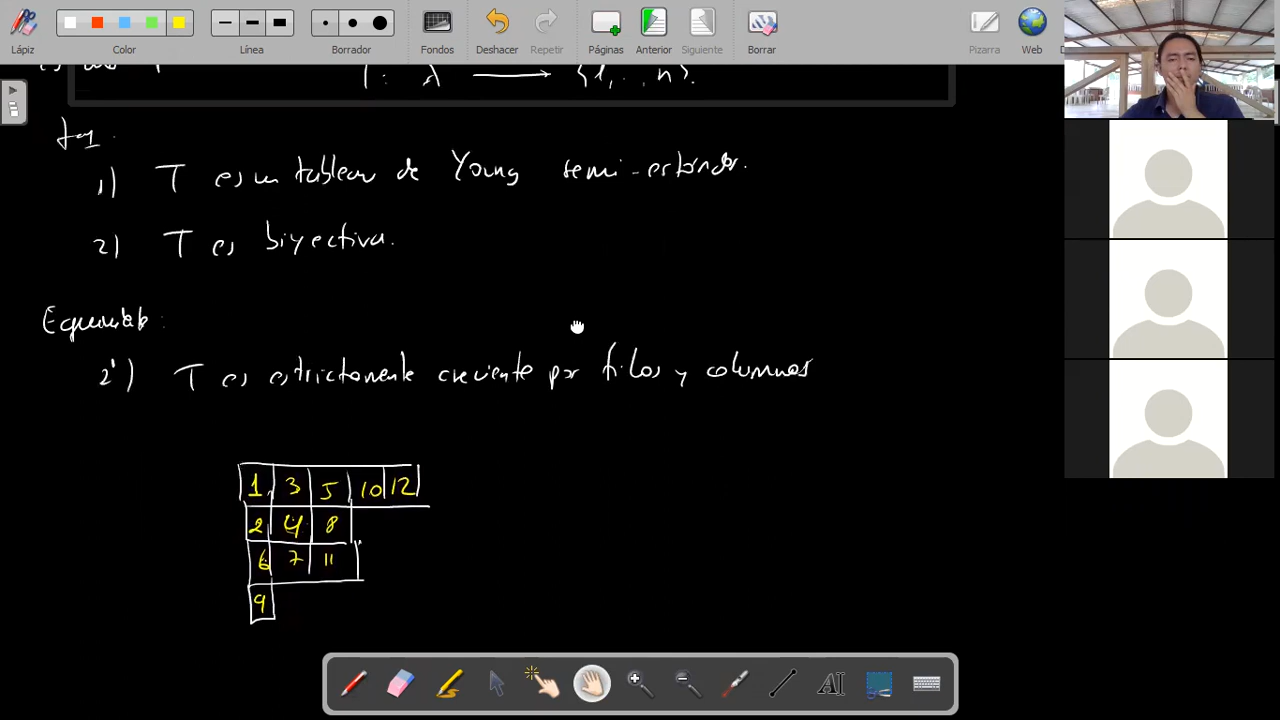 Lápiz Color Línea Borrador Fondos Deshacer Repetir Páginas Anterior Siguiente Borrar Pizarra Web
T : λ ⟶ {1, . . , n}.
1) T es un tableau de Young semi-estándar.
2) T es biyectiva.
2') T es estrictamente creciente por filas y columnas
1 3 5 10 12
2 4 8
6 7 11
9
AI